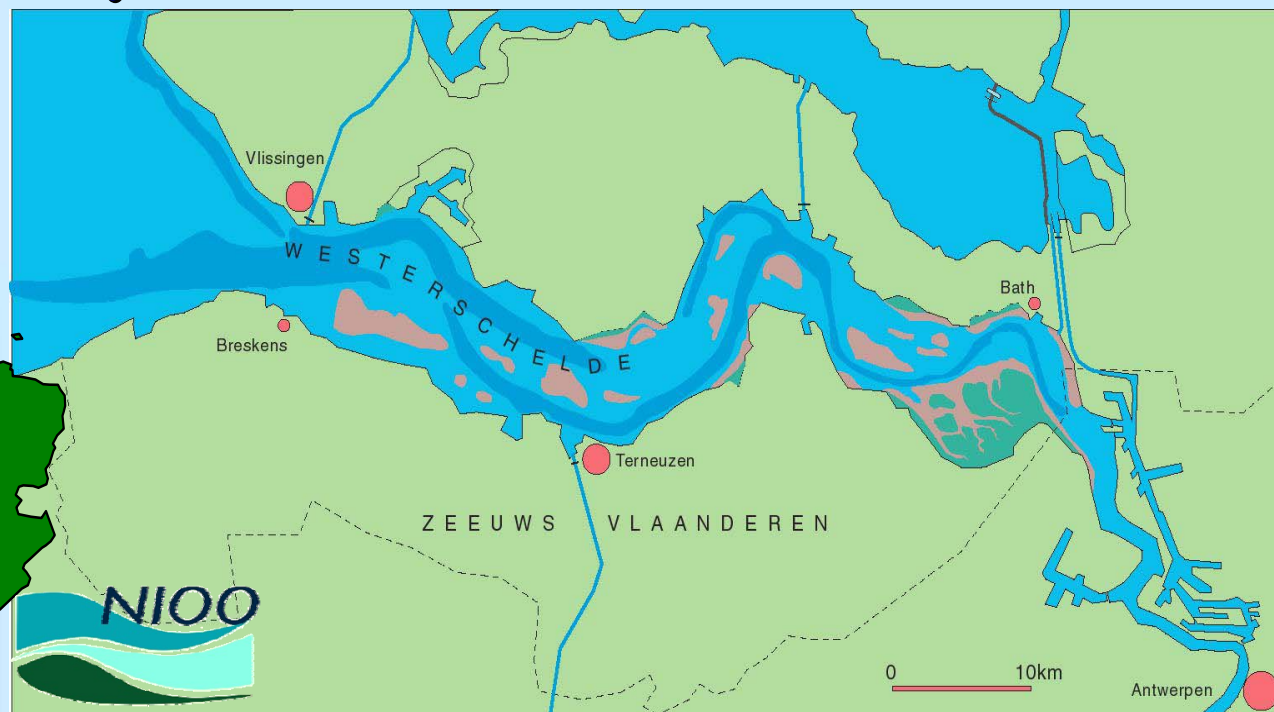 Vlissingen
WESTERSCHELDE
Bath
Breskens
Terneuzen
ZEEUWS VLAANDEREN
NIOO
0 10km
Antwerpen